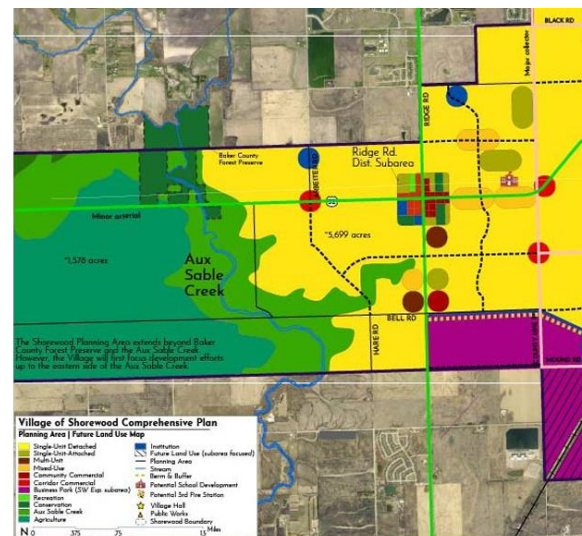 BLACK RD
Major collector
RIDGE RD
Baker County
Forest Preserve
Ridge Rd.
Dist. Subarea
52
Minor arterial
~5,699 acres
~1,578 acres
Aux
Sable
Creek
HARE RD
BELL RD
MOUND RD
The Shorewood Planning Area extends beyond Baker
County Forest Preserve and the Aux Sable Creek.
However, the Village will first focus development efforts
up to the eastern side of the Aux Sable Creek.
Village of Shorewood Comprehensive Plan
Planning Area | Future Land Use Map
Single-Unit Detached
Single-Unit-Attached
Multi-Unit
Mixed-Use
Community Commercial
Corridor Commercial
Business Park (SW Exp. subarea)
Recreation
Conservation
Aux Sable Creek
Agriculture
Institution
Future Land Use (subarea focused)
Planning Area
Stream
Berm & Buffer
Potential School Development
Potential 3rd Fire Station
Village Hall
Public Works
Shorewood Boundary
N 0 .375 .75 1.5
Miles